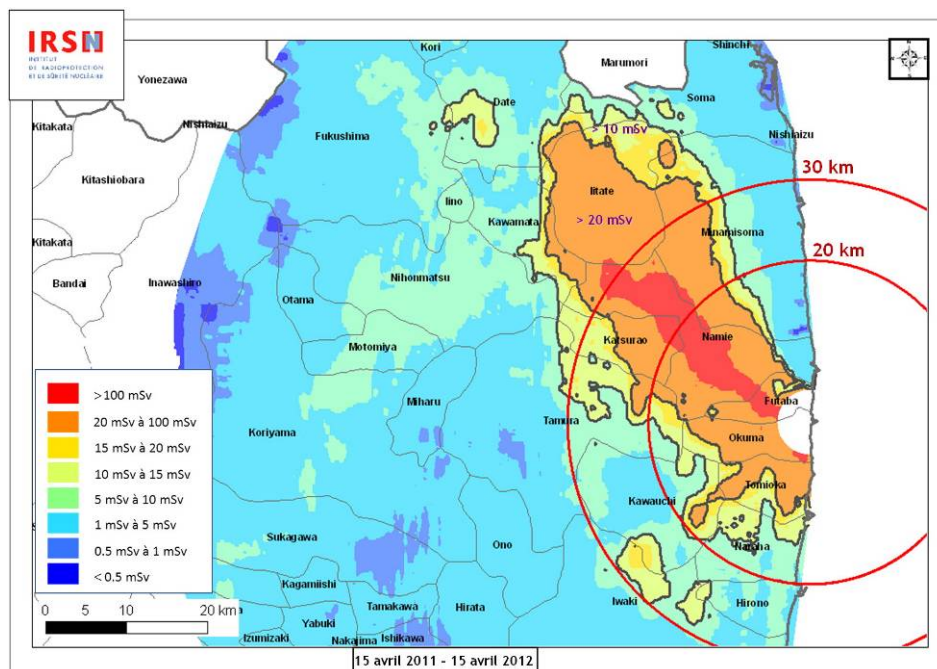 IRSN
INSTITUT
DE RADIOPROTECTION
ET DE SÛRETÉ NUCLÉAIRE
Kori
Shinchi
Marumori
Yonezawa
Date
Soma
Kitakata
Nishiaizu
Fukushima
> 10 mSv
Nishiaizu
30 km
Kitashiobara
Iitate
Iino
Kawamata
> 20 mSv
Minamisoma
Kitakata
20 km
Bandai
Inawashiro
Nihonmatsu
Otama
Katsurao
Namie
Motomiya
>100 mSv
20 mSv à 100 mSv
15 mSv à 20 mSv
10 mSv à 15 mSv
5 mSv à 10 mSv
1 mSv à 5 mSv
0.5 mSv à 1 mSv
<0.5 mSv
Miharu
Futaba
Tamura
Koriyama
Okuma
Tomioka
Kawauchi
Sukagawa
Ono
Naraha
Kagamiishi
Iwaki
Hirono
Tamakawa
Hirata
0 5 10 20 km
Yabuki
Izumizaki
Nakajima
Ishikawa
15 avril 2011 - 15 avril 2012